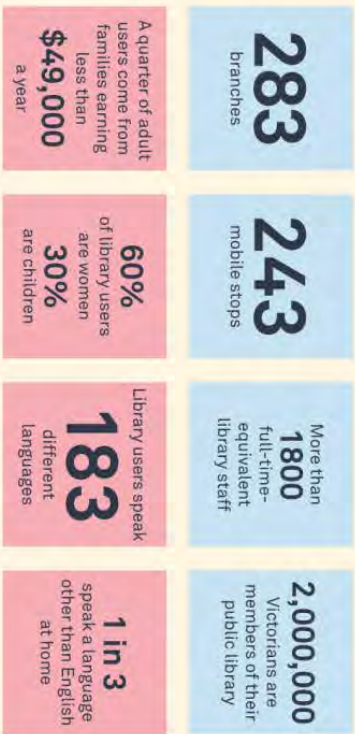 283
branches
243
mobile stops
More than
1800
full-time-
equivalent
library staff
2,000,000
Victorians are
members of their
public library
A quarter of adult
users come from
families earning
less than
$49,000
a year
60%
of library users
are women
30%
are children
Library users speak
183
different
languages
1 in 3
speak a language
other than English
at home